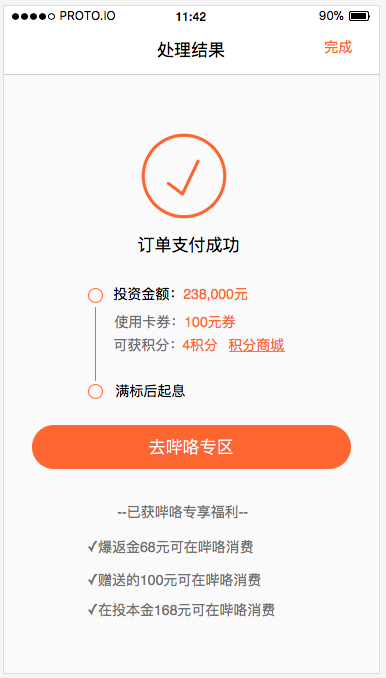 PROTO.IO 11:42 90%
处理结果 完成
订单支付成功
投资金额：238,000元
使用卡券：100元券
可获积分：4积分 积分商城
满标后起息
去哔咯专区
--已获哔咯专享福利--
✓爆返金68元可在哔咯消费
✓赠送的100元可在哔咯消费
✓在投本金168元可在哔咯消费